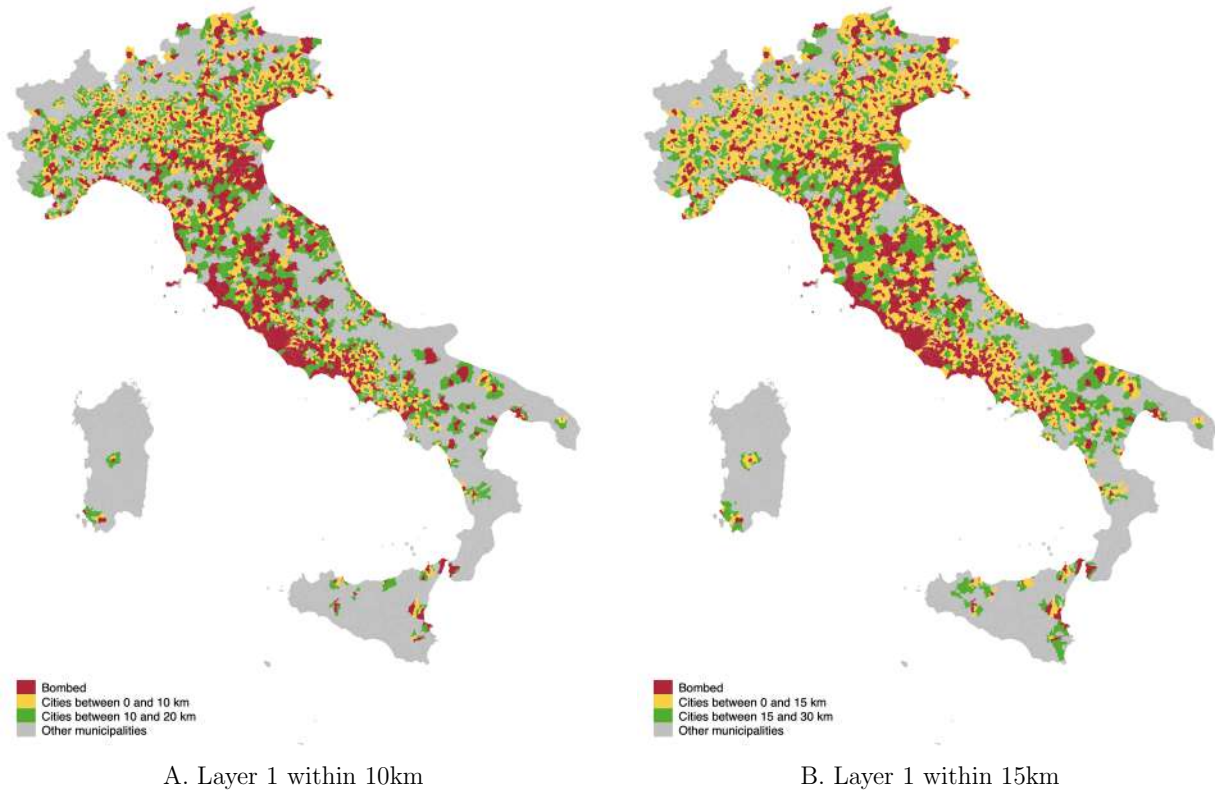 Bombed
Cities between 0 and 10 km
Cities between 10 and 20 km
Other municipalities
A. Layer 1 within 10km
Bombed
Cities between 0 and 15 km
Cities between 15 and 30 km
Other municipalities
B. Layer 1 within 15km